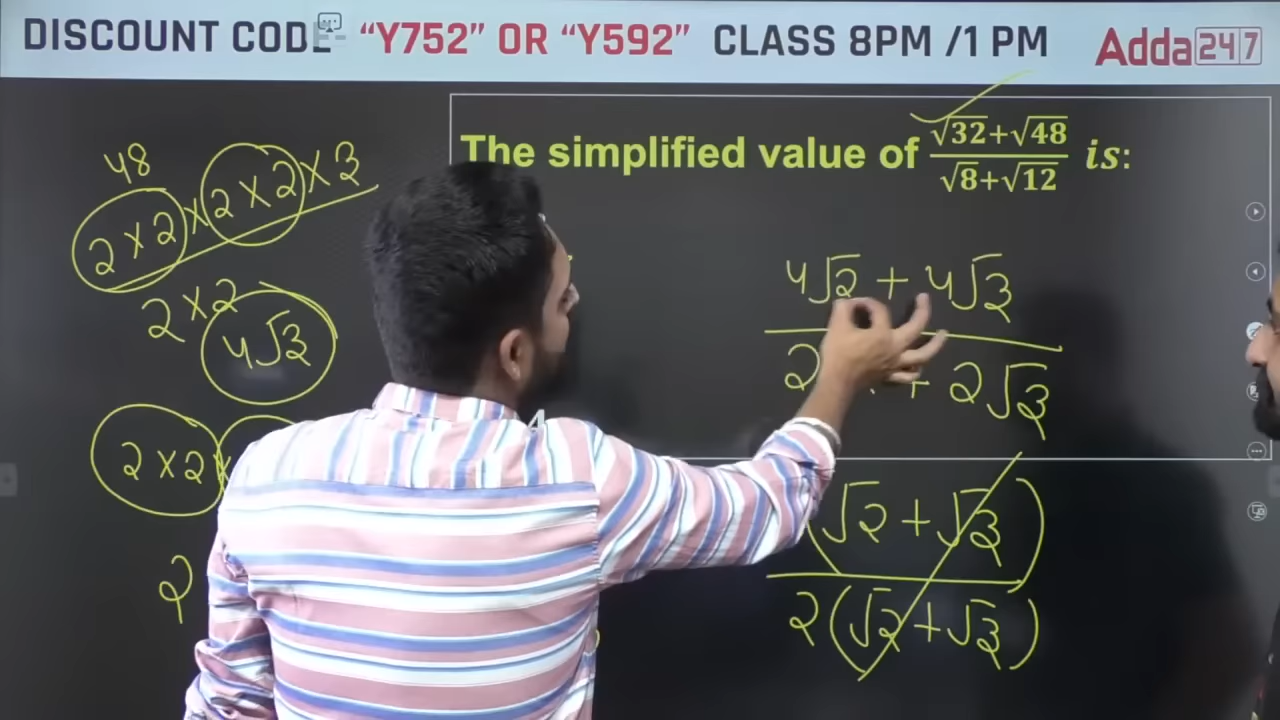 DISCOUNT CODE "Y752" OR "Y592" CLASS 8PM /1 PM
Adda247
The simplified value of √32+√48 / √8+√12 is:
48
2×2×2×2×3
2×2
4√3
2×2×
2
4√2 + 4√3
2 + 2√3
(√2 + √3)
2(√2 + √3)